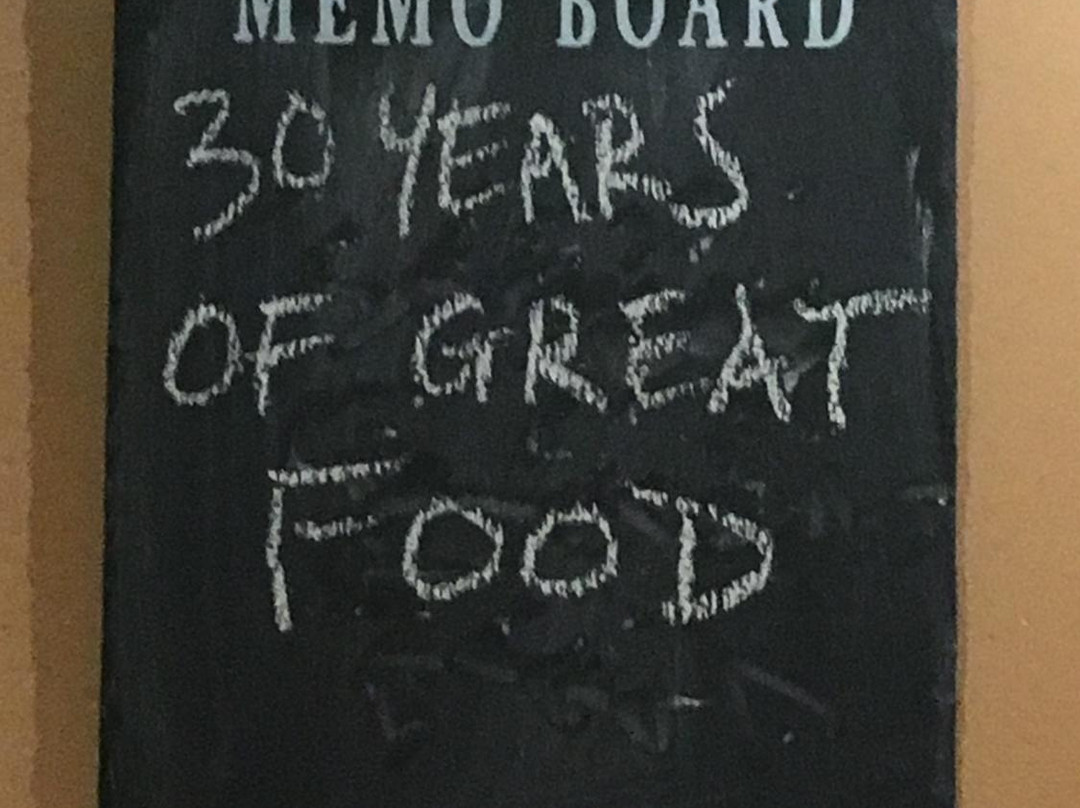 MEMO BOARD
30 YEARS
OF GREAT
FOOD